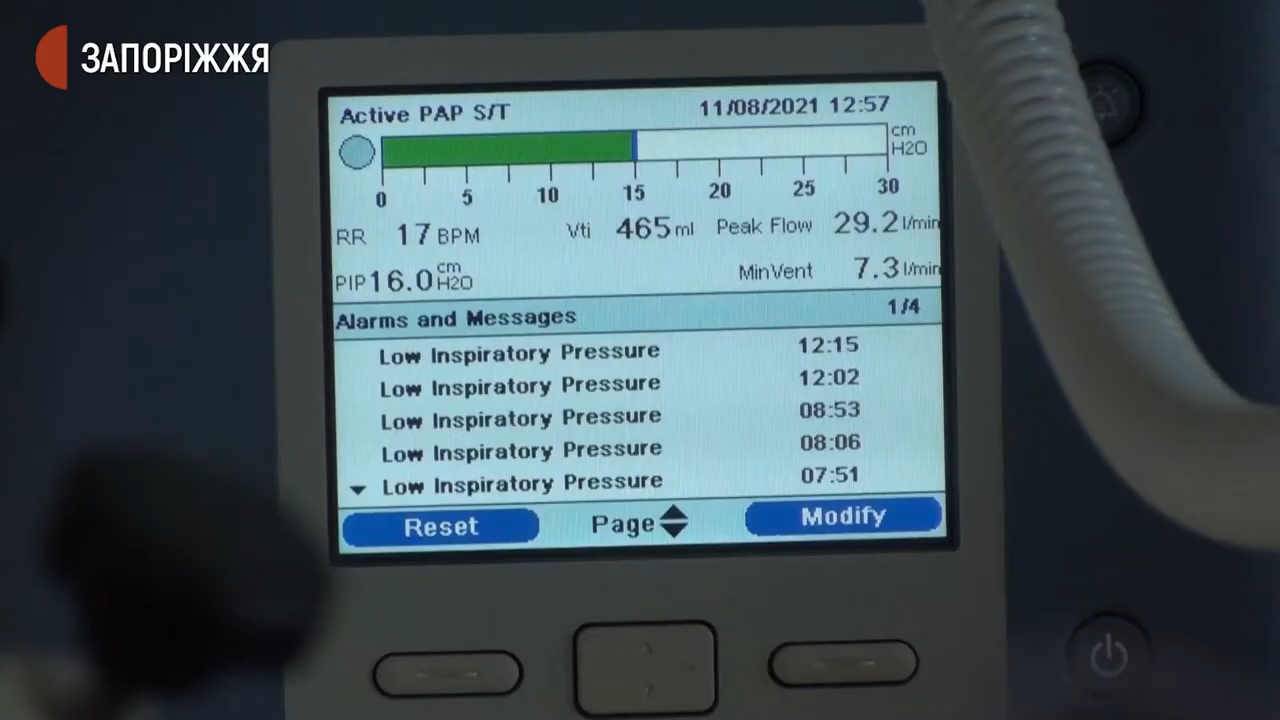 ЗАПОРІЖЖЯ
Active PAP S/T 11/08/2021 12:57
cm H2O
0 5 10 15 20 25 30
RR 17 BPM Vti 465 ml Peak Flow 29.2 l/min
PIP 16.0 cm H2O MinVent 7.3 l/min
Alarms and Messages 1/4
Low Inspiratory Pressure 12:15
Low Inspiratory Pressure 12:02
Low Inspiratory Pressure 08:53
Low Inspiratory Pressure 08:06
Low Inspiratory Pressure 07:51
Reset Page Modify